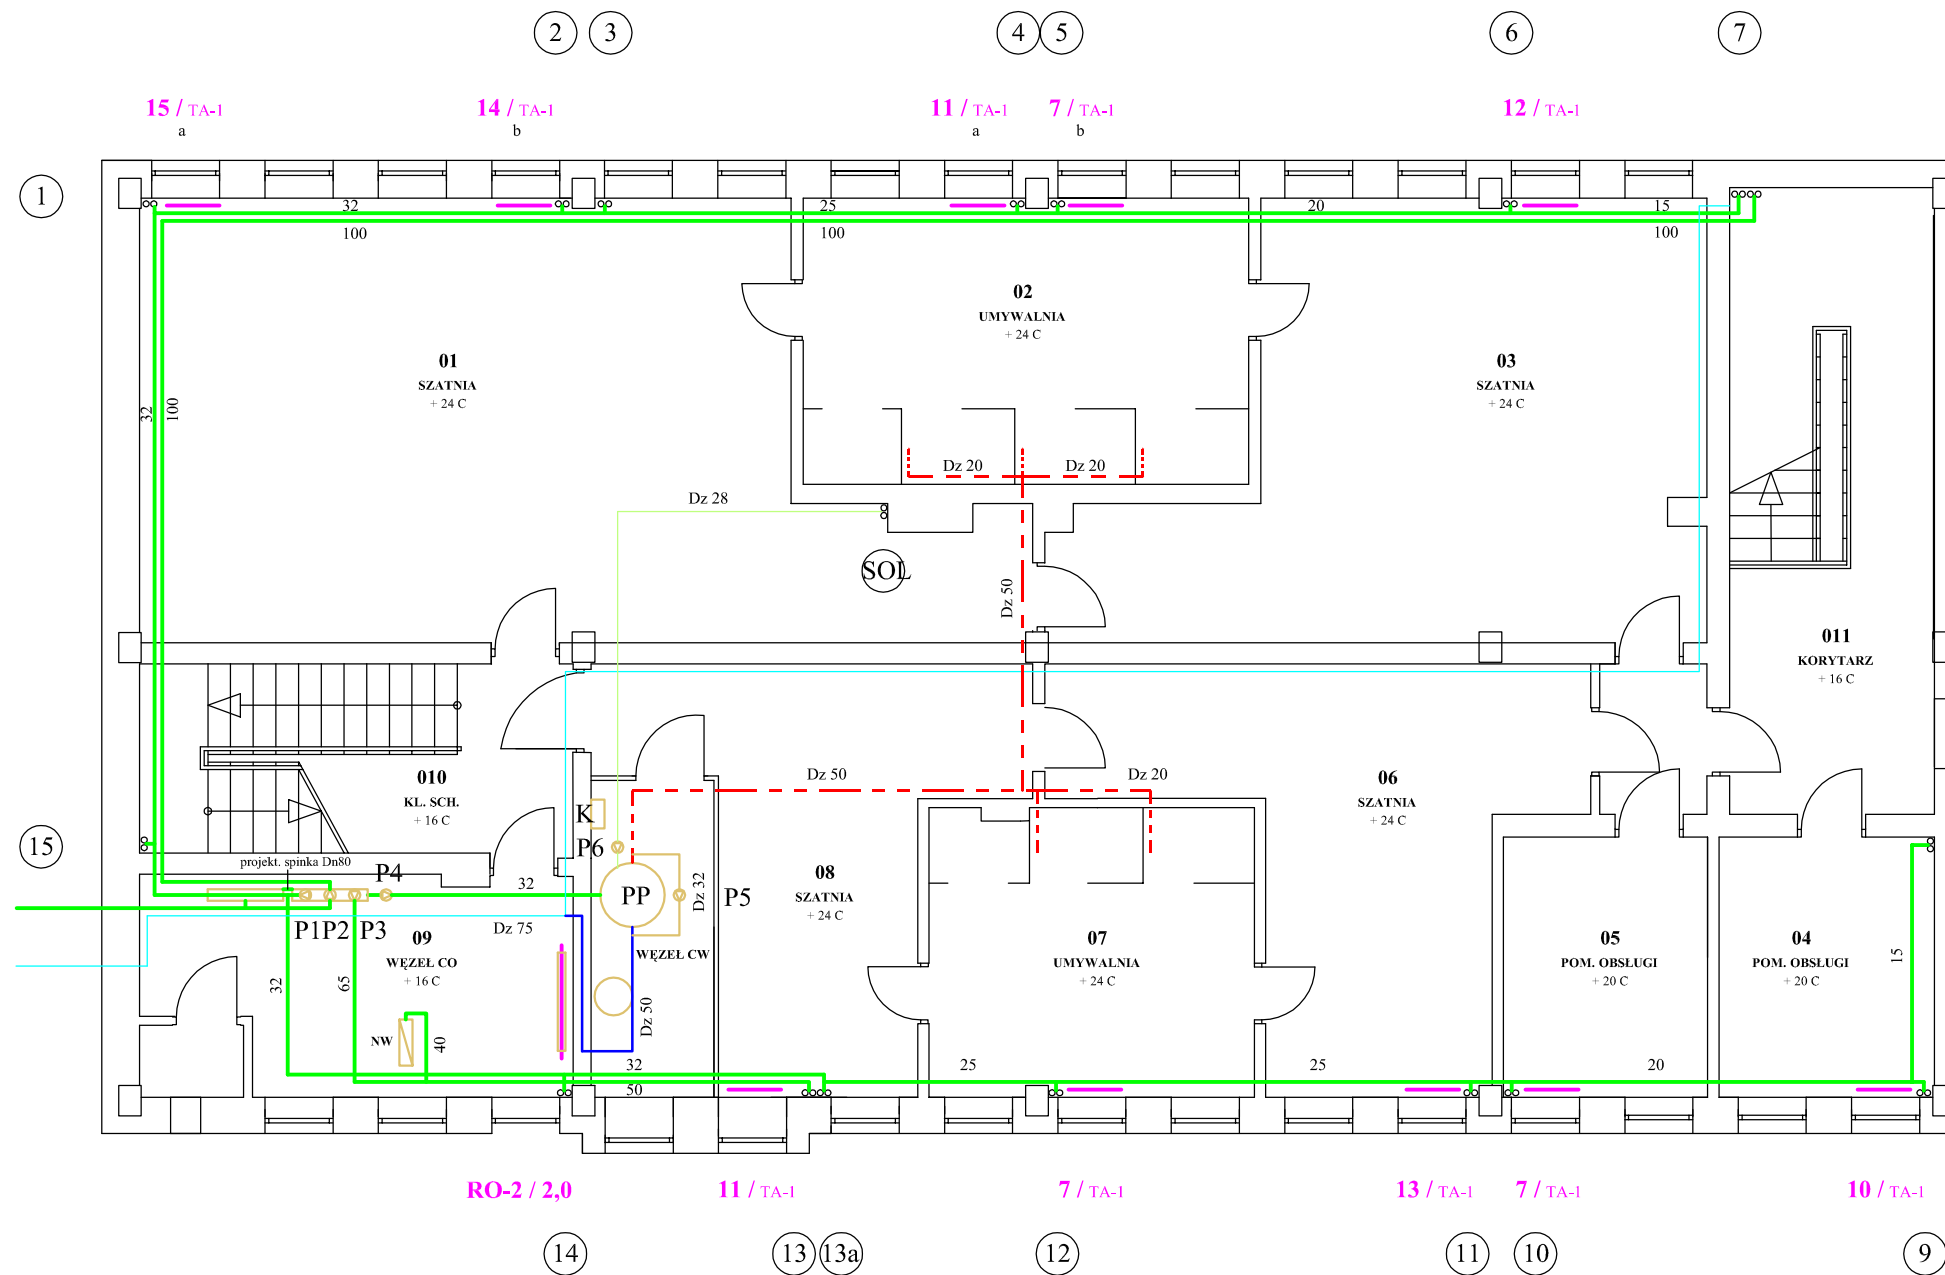 2 3 4 5 6 7
15 / TA-1 14 / TA-1 11 / TA-1 7 / TA-1 12 / TA-1
a b a b
1
32 25 20 15
100 100 100
02
UMYWALNIA
+ 24 C
01
SZATNIA
+ 24 C
03
SZATNIA
+ 24 C
32 100
Dz 20 Dz 20
Dz 28
SOL
Dz 50
011
KORYTARZ
+ 16 C
010
KL. SCH.
+ 16 C
Dz 50 Dz 20
06
SZATNIA
+ 24 C
K
P6
15
projekt. spinka Dn80
P4
32
PP
Dz 32
P5
08
SZATNIA
+ 24 C
P1 P2 P3
Dz 75
09
WĘZEŁ CO
+ 16 C
WĘZEŁ CW
07
UMYWALNIA
+ 24 C
05
POM. OBSŁUGI
+ 20 C
04
POM. OBSŁUGI
+ 20 C
15
32 65
Dz 50
NW
40
32
50
25 25 20
RO-2 / 2,0 11 / TA-1 7 / TA-1 13 / TA-1 7 / TA-1 10 / TA-1
14 13 13a 12 11 10 9